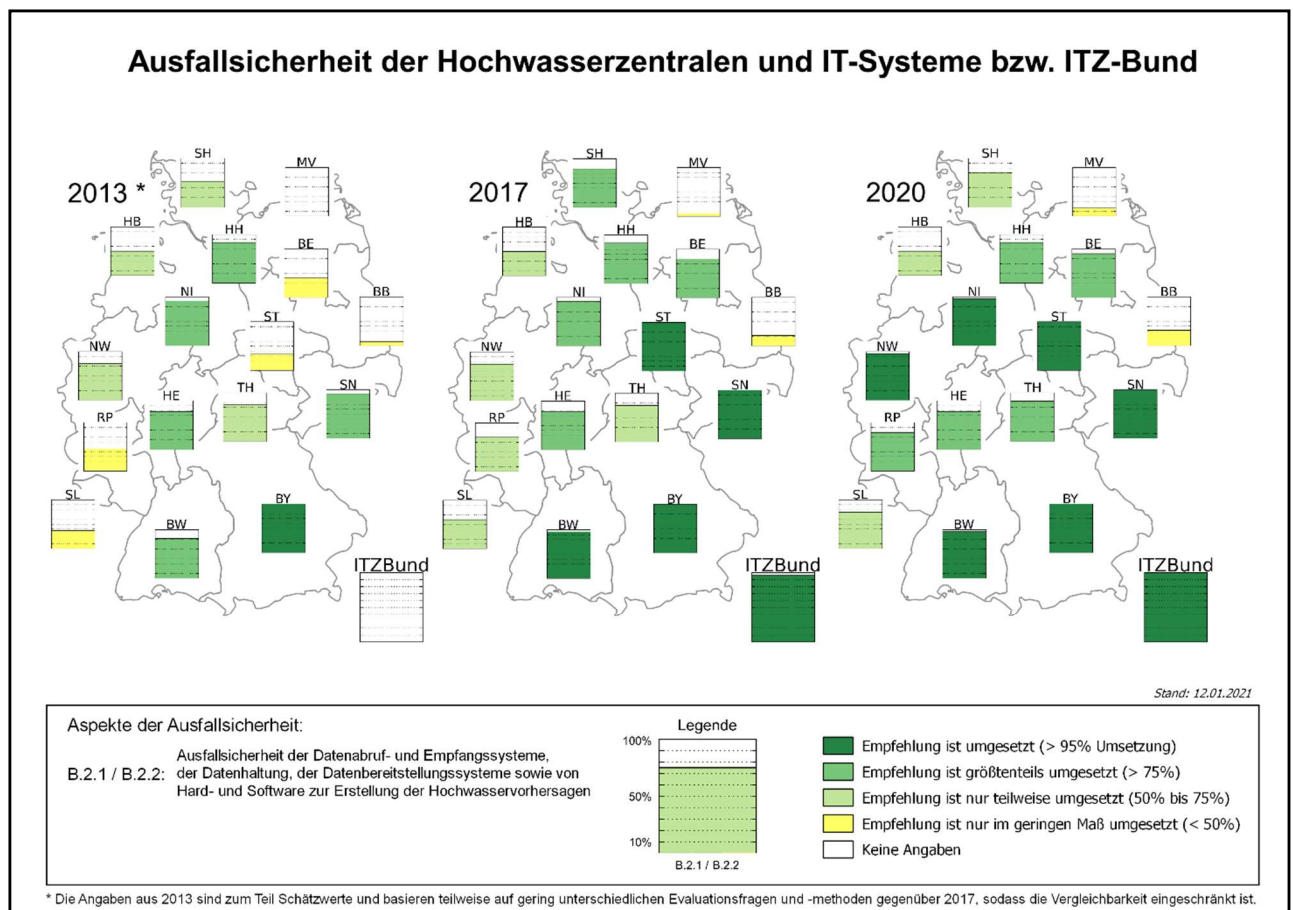 Ausfallsicherheit der Hochwasserzentralen und IT-Systeme bzw. ITZ-Bund
2013 *
SH
MV
HB
HH
BE
NI
BB
ST
NW
HE
TH
SN
RP
SL
BW
BY
ITZBund
2017
SH
MV
HB
HH
BE
NI
BB
ST
NW
HE
TH
SN
RP
SL
BW
BY
ITZBund
2020
SH
MV
HB
HH
BE
NI
BB
ST
NW
HE
TH
SN
RP
SL
BW
BY
ITZBund
Stand: 12.01.2021
Aspekte der Ausfallsicherheit:
B.2.1 / B.2.2:
Ausfallsicherheit der Datenabruf- und Empfangssysteme,
der Datenhaltung, der Datenbereitstellungssysteme sowie von
Hard- und Software zur Erstellung der Hochwasservorhersagen
Legende
100%
50%
10%
B.2.1 / B.2.2
Empfehlung ist umgesetzt (> 95% Umsetzung)
Empfehlung ist größtenteils umgesetzt (> 75%)
Empfehlung ist nur teilweise umgesetzt (50% bis 75%)
Empfehlung ist nur im geringen Maß umgesetzt (< 50%)
Keine Angaben
* Die Angaben aus 2013 sind zum Teil Schätzwerte und basieren teilweise auf gering unterschiedlichen Evaluationsfragen und -methoden gegenüber 2017, sodass die Vergleichbarkeit eingeschränkt ist.